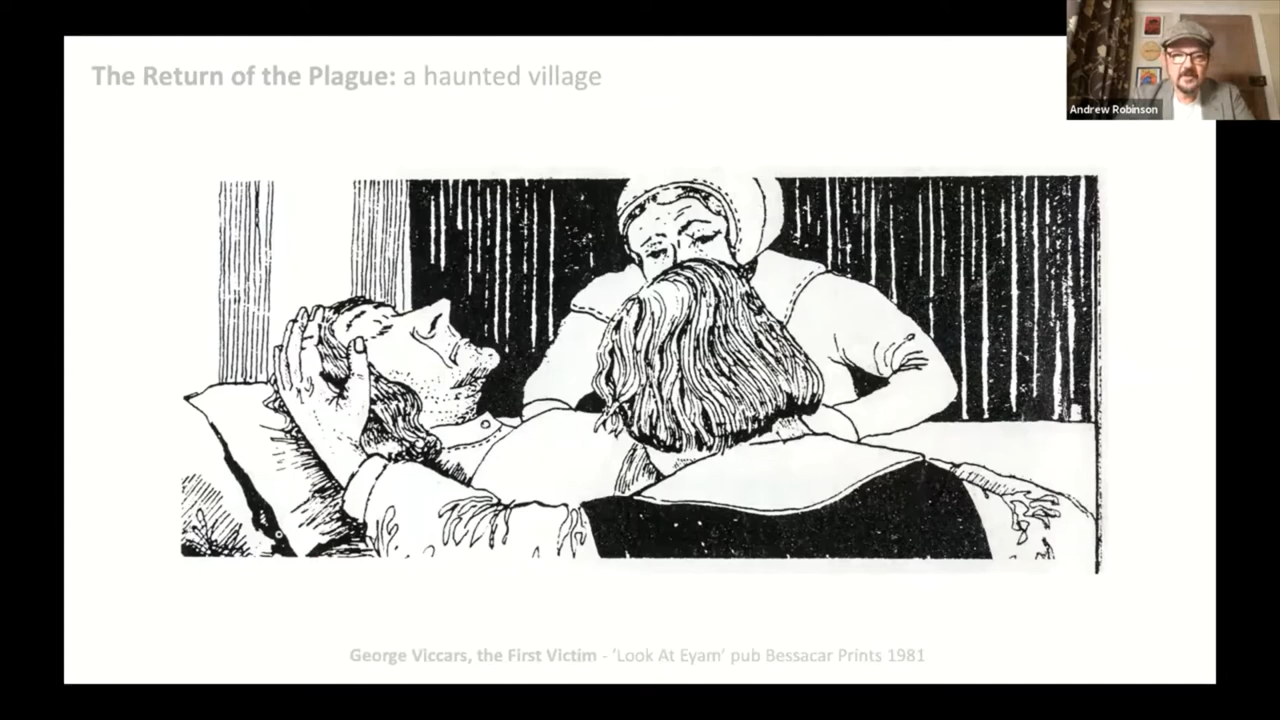 The Return of the Plague: a haunted village
Andrew Robinson
George Viccars, the First Victim - ‘Look At Eyam’ pub Bessacar Prints 1981